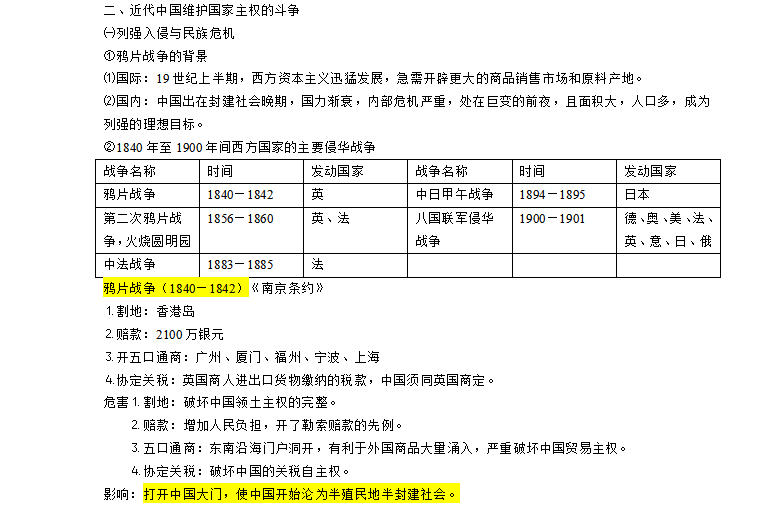 二、近代中国维护国家主权的斗争
㈠列强入侵与民族危机
①鸦片战争的背景
⑴国际：19世纪上半期，西方资本主义迅猛发展，急需开辟更大的商品销售市场和原料产地。
⑵国内：中国出在封建社会晚期，国力渐衰，内部危机严重，处在巨变的前夜，且面积大，人口多，成为
列强的理想目标。
②1840年至1900年间西方国家的主要侵华战争
战争名称 时间 发动国家 战争名称 时间 发动国家
鸦片战争 1840－1842 英 中日甲午战争 1894－1895 日本
第二次鸦片战 1856－1860 英、法 八国联军侵华 1900－1901 德、奥、美、法、
争，火烧圆明园 战争 英、意、日、俄
中法战争 1883－1885 法
鸦片战争（1840－1842）《南京条约》
⒈割地：香港岛
⒉赔款：2100万银元
⒊开五口通商：广州、厦门、福州、宁波、上海
⒋协定关税：英国商人进出口货物缴纳的税款，中国须同英国商定。
危害⒈割地：破坏中国领土主权的完整。
⒉赔款：增加人民负担，开了勒索赔款的先例。
⒊五口通商：东南沿海门户洞开，有利于外国商品大量涌入，严重破坏中国贸易主权。
⒋协定关税：破坏中国的关税自主权。
影响：打开中国大门，使中国开始沦为半殖民地半封建社会。